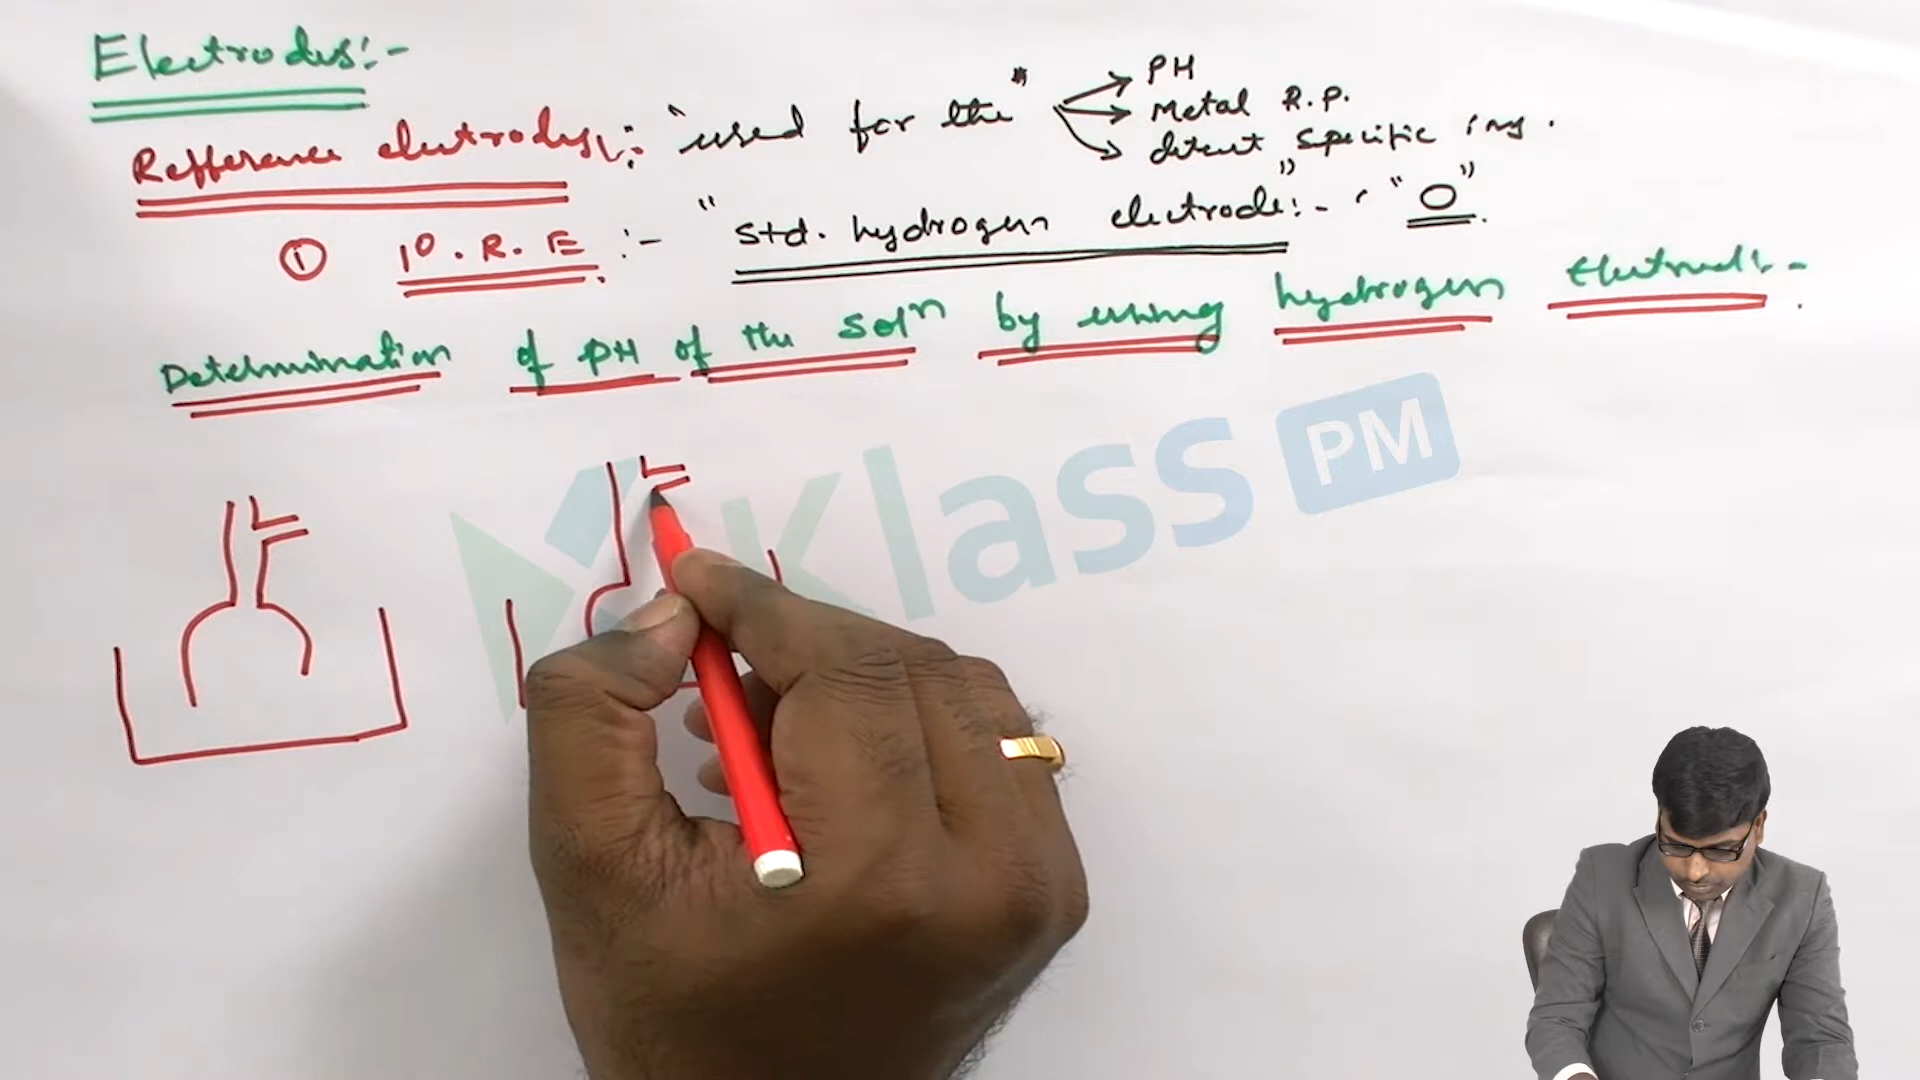 Electrodes:-
Refference electrodes:- "used for the"
PH
Metal R.P.
detect specific ions.
① 1°.R.E :- "std. hydrogen electrode":- "0".
Determination of PH of the Solⁿ by using hydrogen Electrode:-
Klass PM